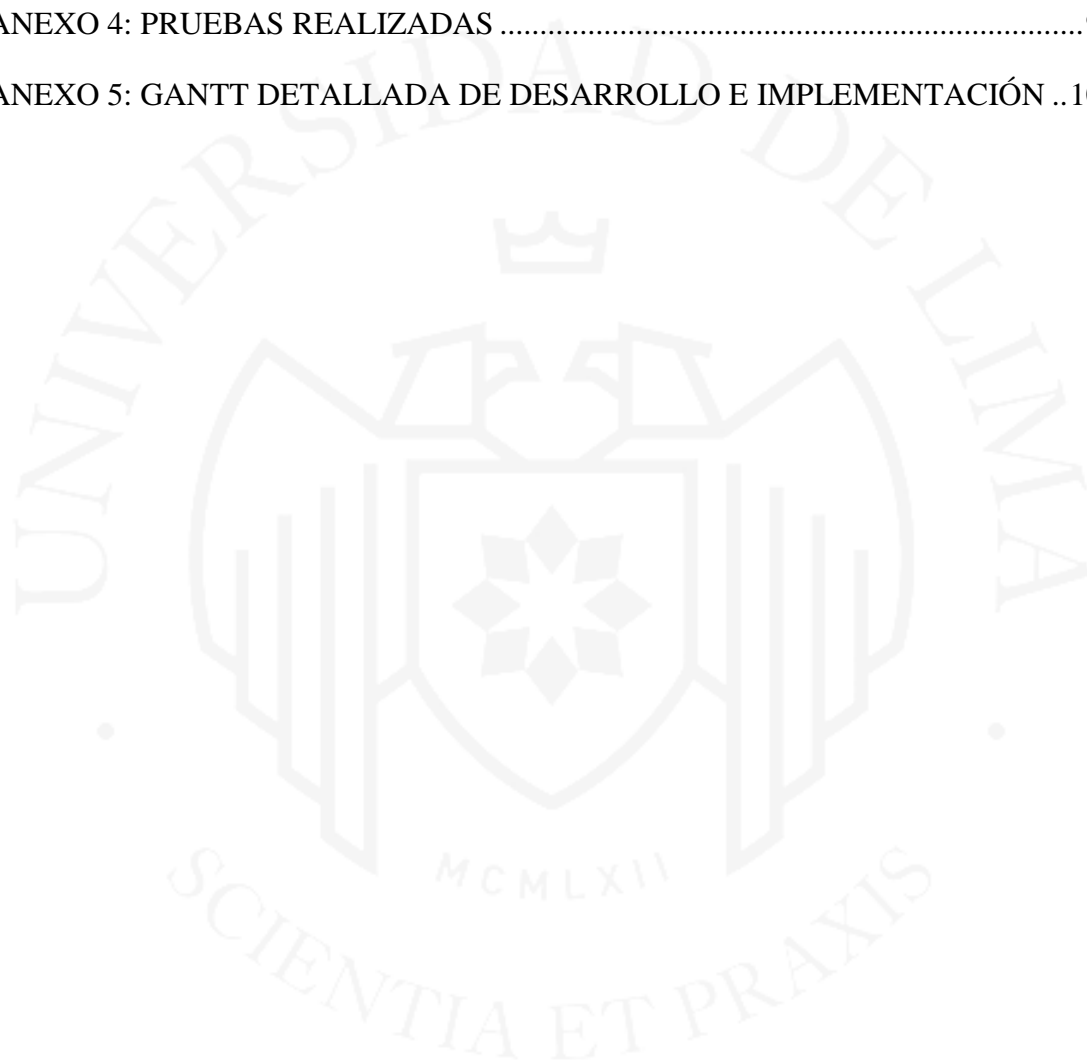 ANEXO 4: PRUEBAS REALIZADAS ..........................................................................
ANEXO 5: GANTT DETALLADA DE DESARROLLO E IMPLEMENTACIÓN ..
UNIVERSIDAD DE LIMA
MCMLXII
SCIENTIA ET PRAXIS